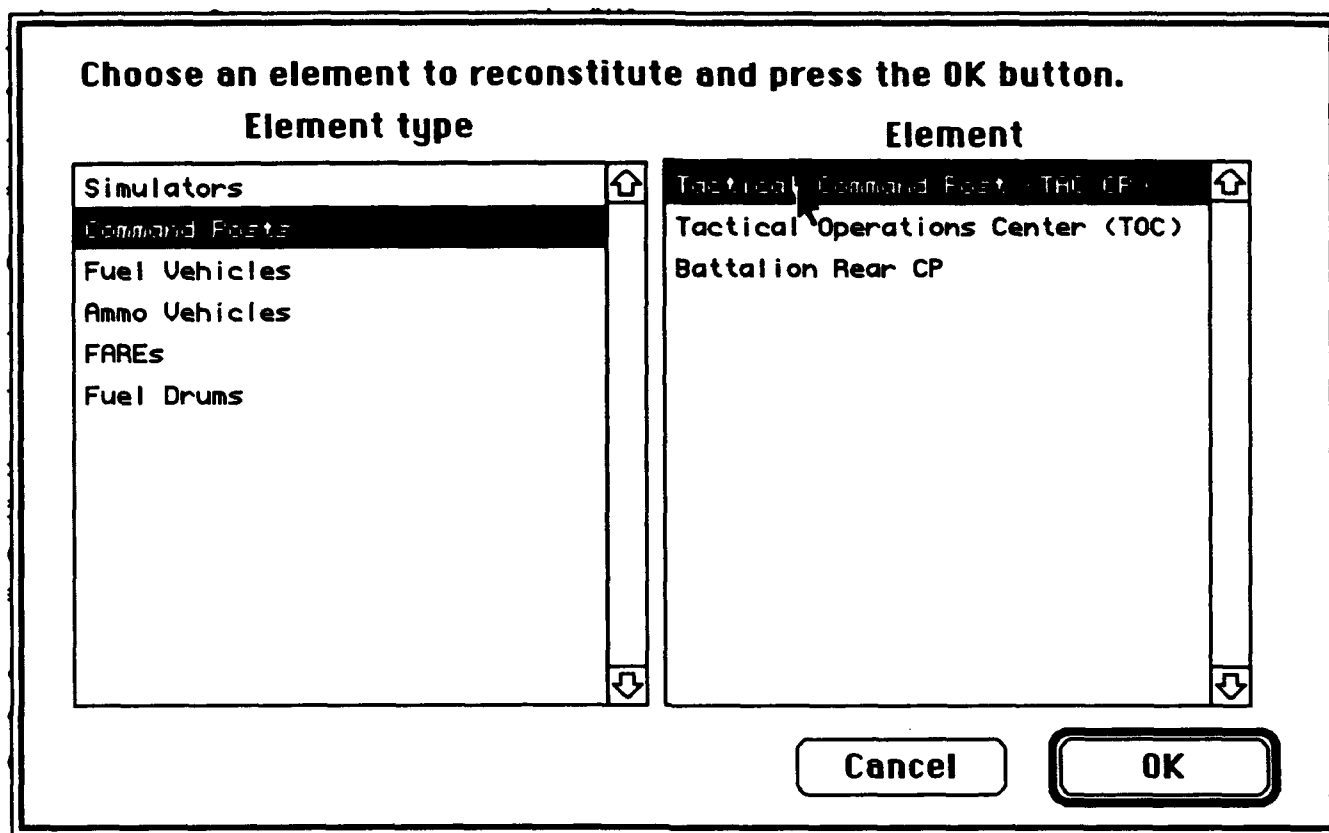 Choose an element to reconstitute and press the OK button.
Element type
Simulators
Command Posts
Fuel Vehicles
Ammo Vehicles
FAREs
Fuel Drums
Element
Tactical Command Post (TAC CP)
Tactical Operations Center (TOC)
Battalion Rear CP
Cancel
OK